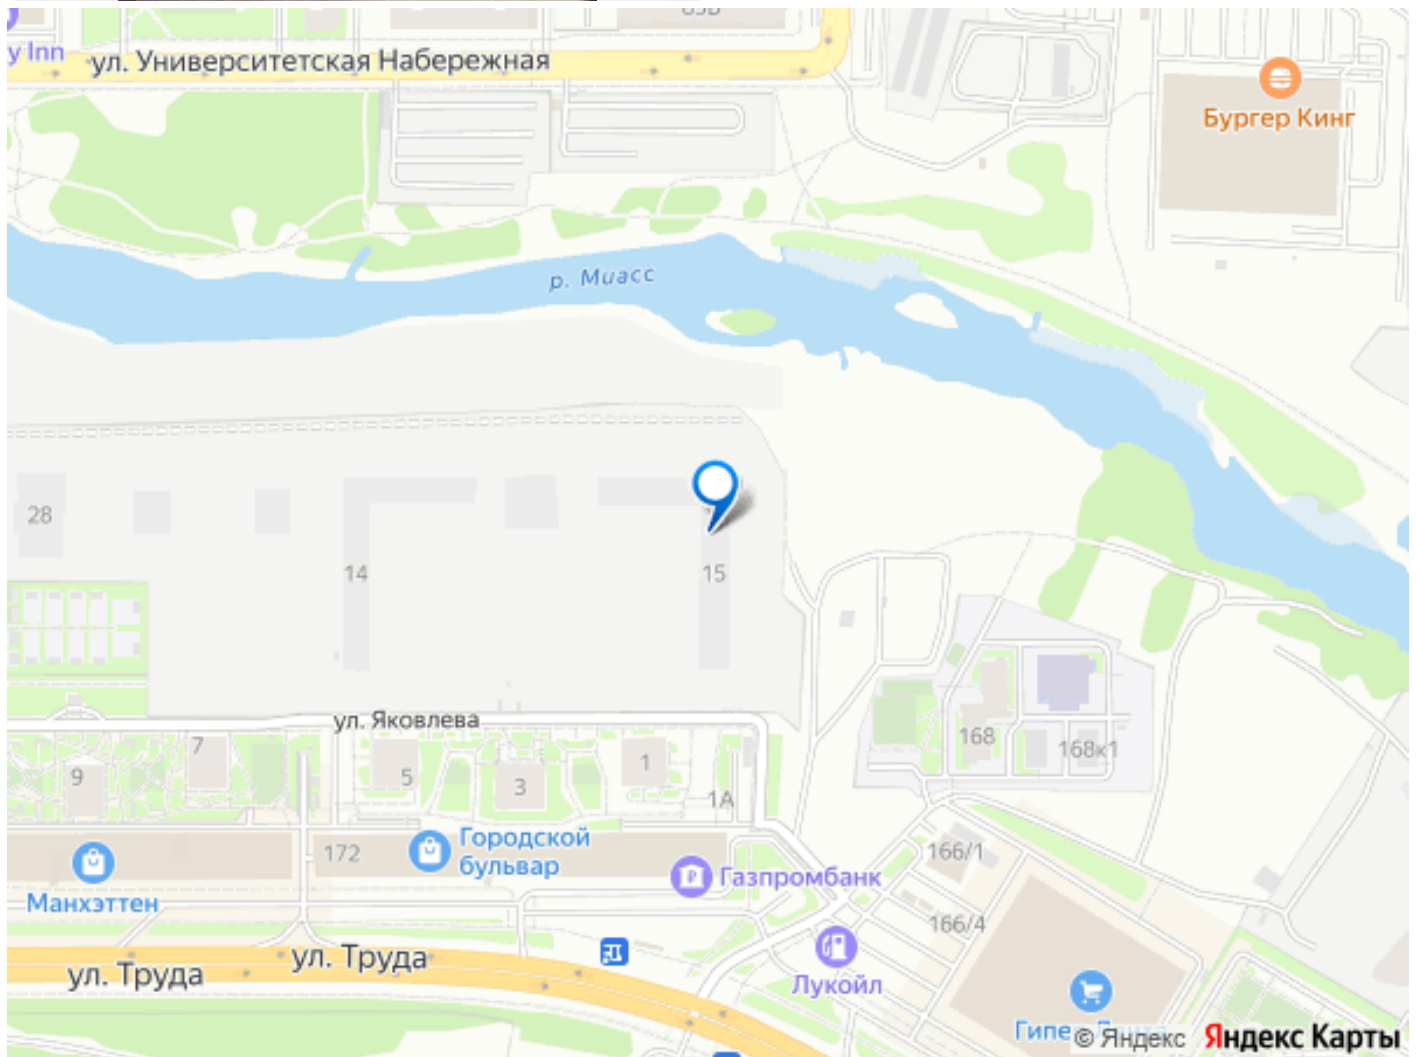 y Inn
ул. Университетская Набережная
Бургер Кинг
р. Миасс
28
14
15
ул. Яковлева
7
9
5
3
1
1А
168
168к1
172
Городской
бульвар
Манхэттен
Газпромбанк
166/1
166/4
Лукойл
ул. Труда
ул. Труда
© Яндекс Яндекс Карты